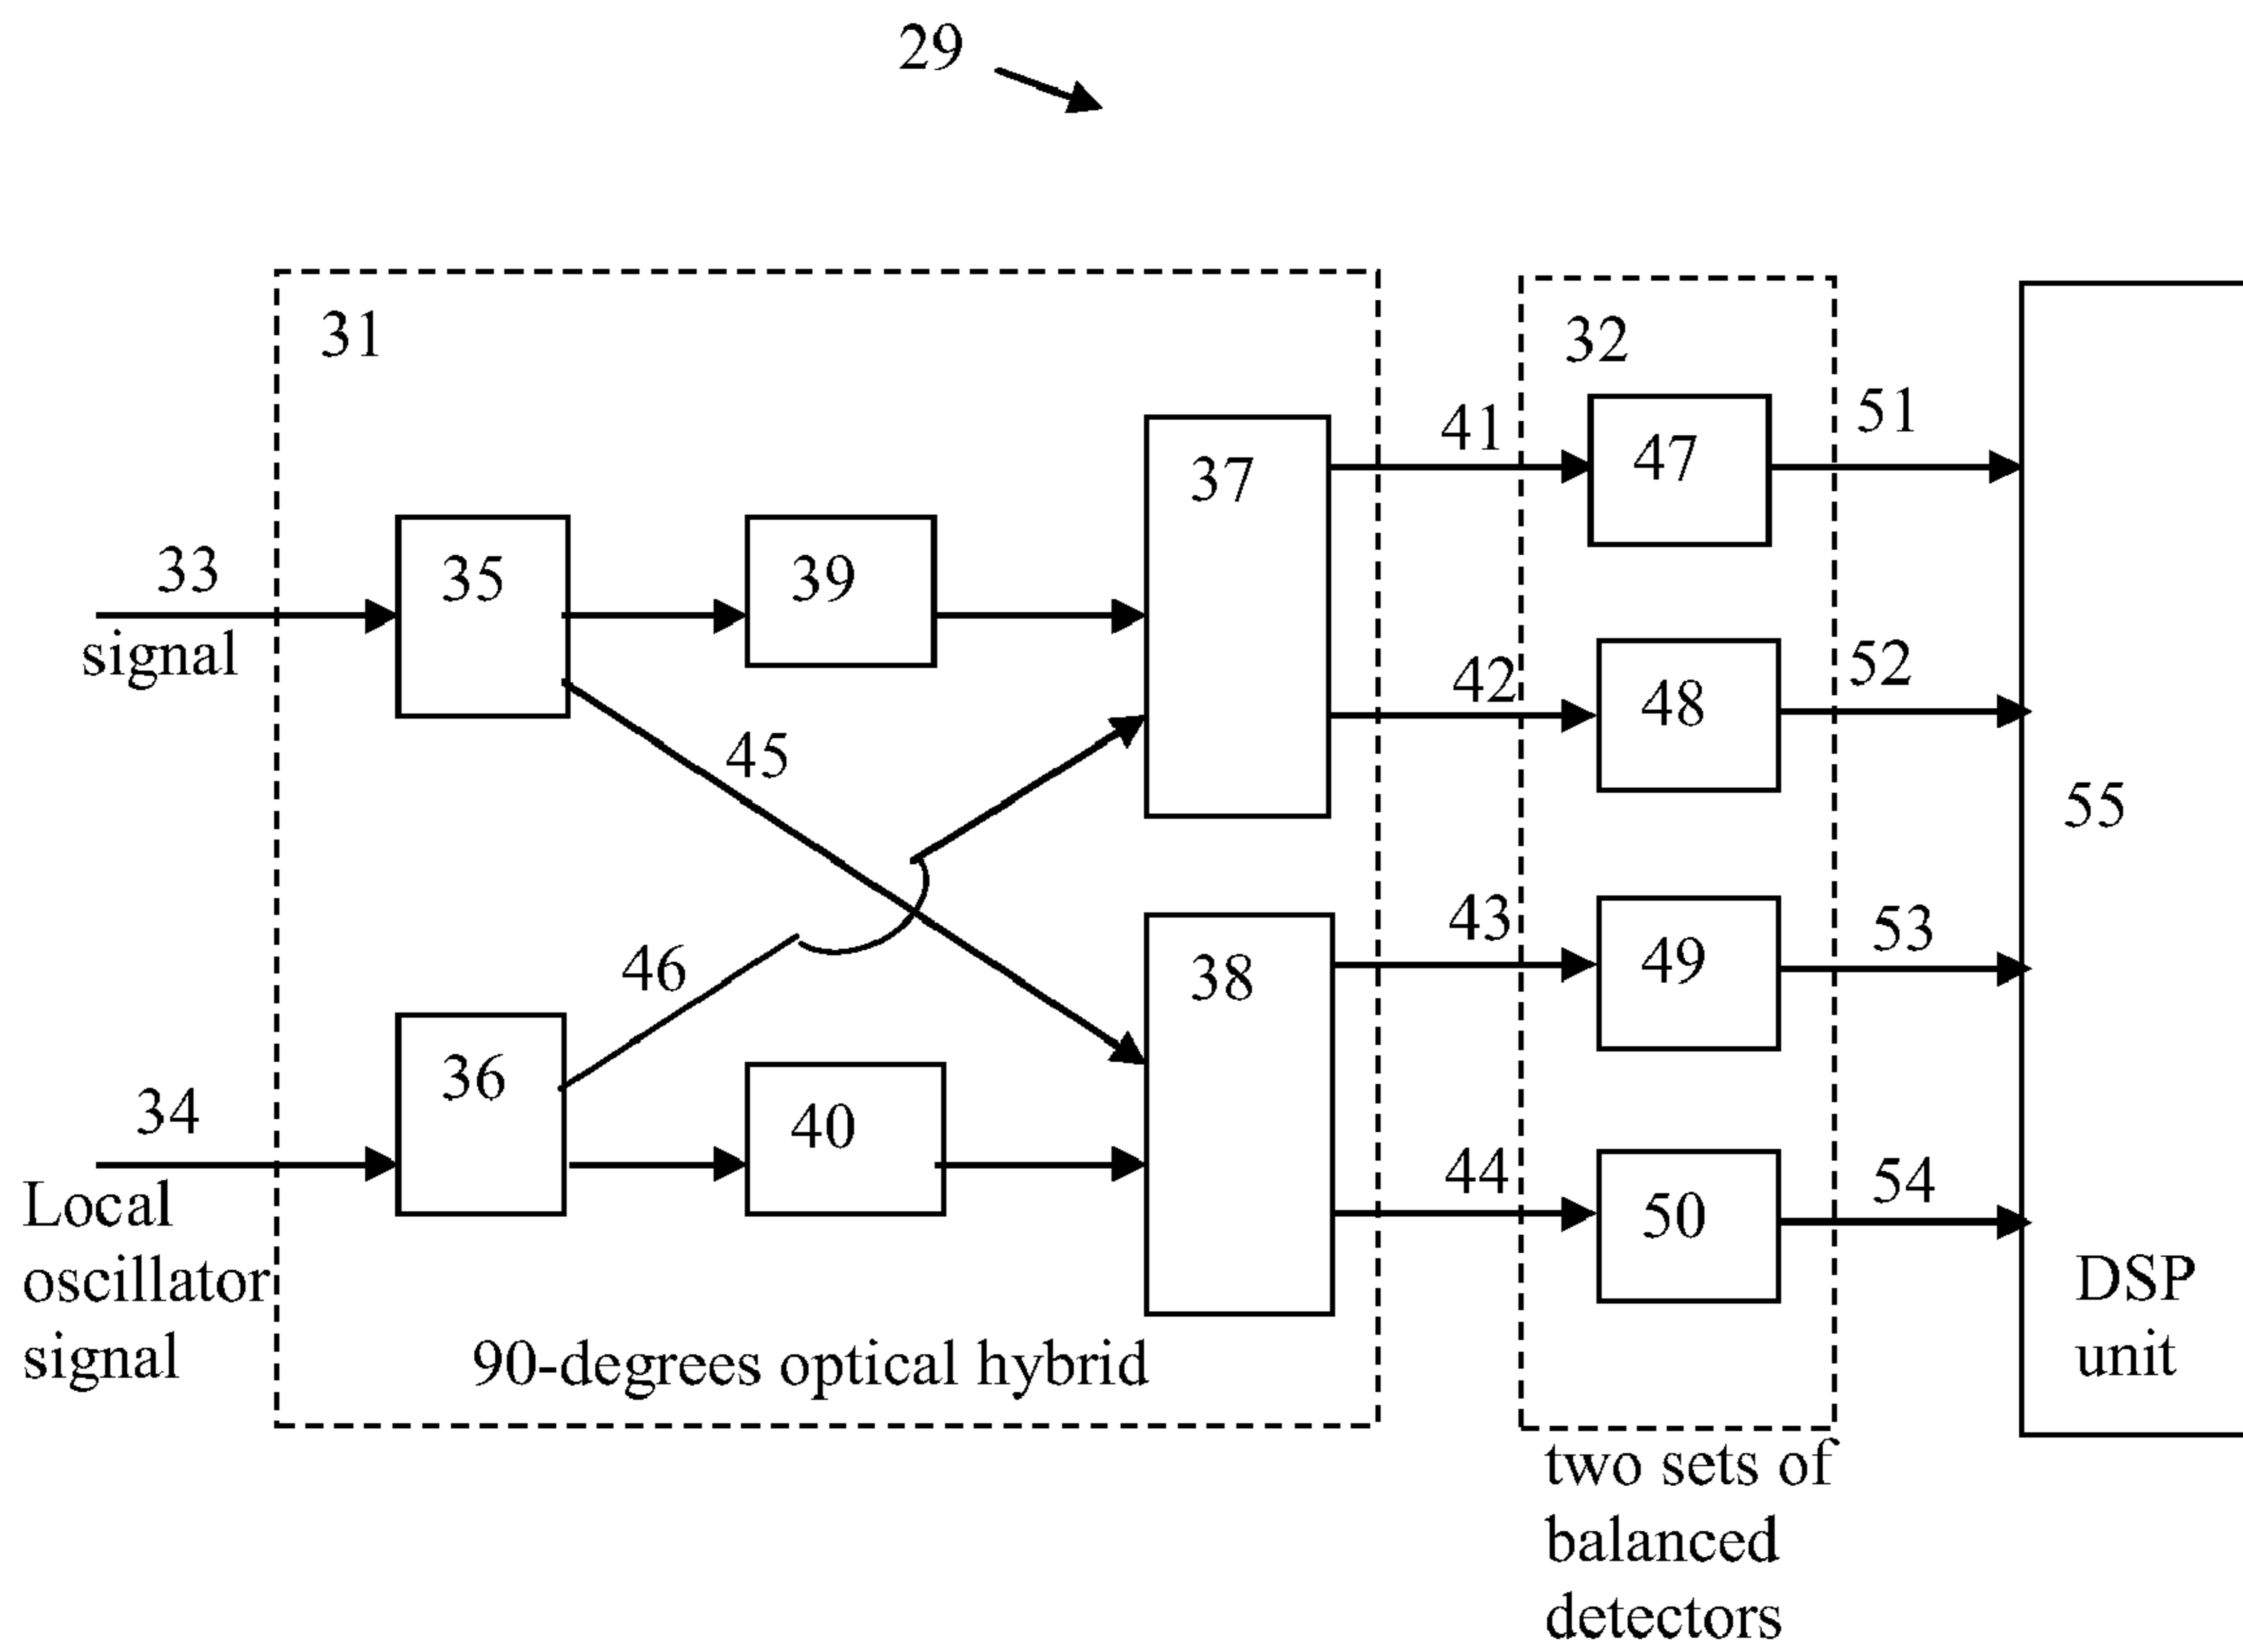 29
31
32
33
signal
35
39
37
41
47
51
42
48
52
45
55
46
43
49
53
38
34
36
40
44
50
54
Local
oscillator
signal
90-degrees optical hybrid
DSP
unit
two sets of
balanced
detectors